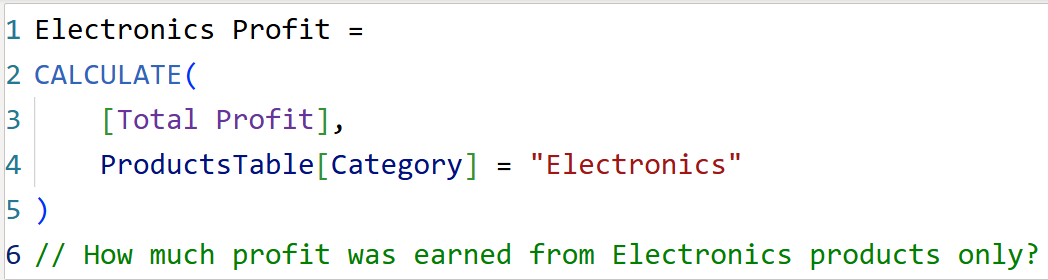 1 Electronics Profit =
2 CALCULATE(
3 [Total Profit],
4 ProductsTable[Category] = "Electronics"
5 )
6 // How much profit was earned from Electronics products only?